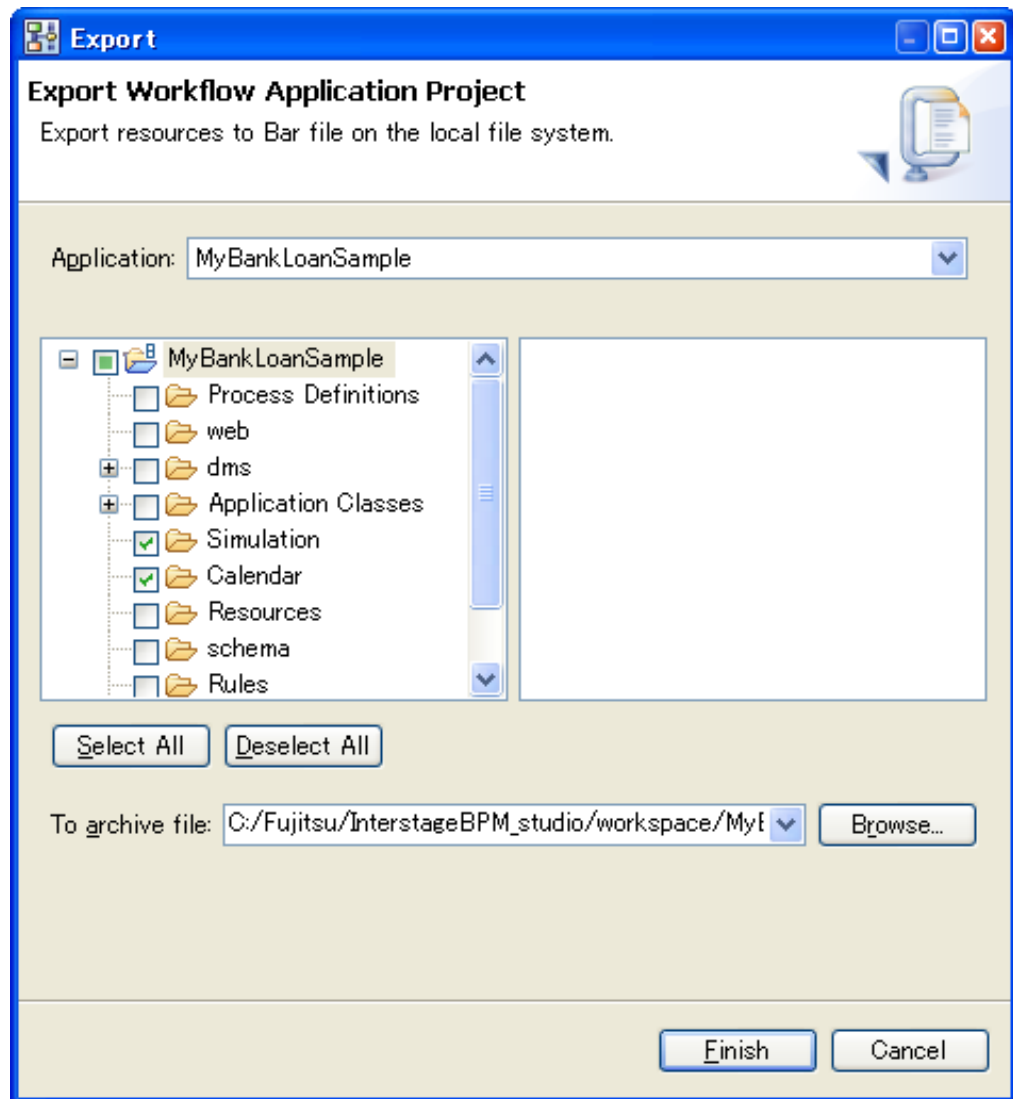 Export
Export Workflow Application Project
Export resources to Bar file on the local file system.
Application: MyBankLoanSample
MyBankLoanSample
Process Definitions
web
dms
Application Classes
Simulation
Calendar
Resources
schema
Rules
Select All Deselect All
To archive file: C:/Fujitsu/InterstageBPM_studio/workspace/MyE Browse...
Finish Cancel